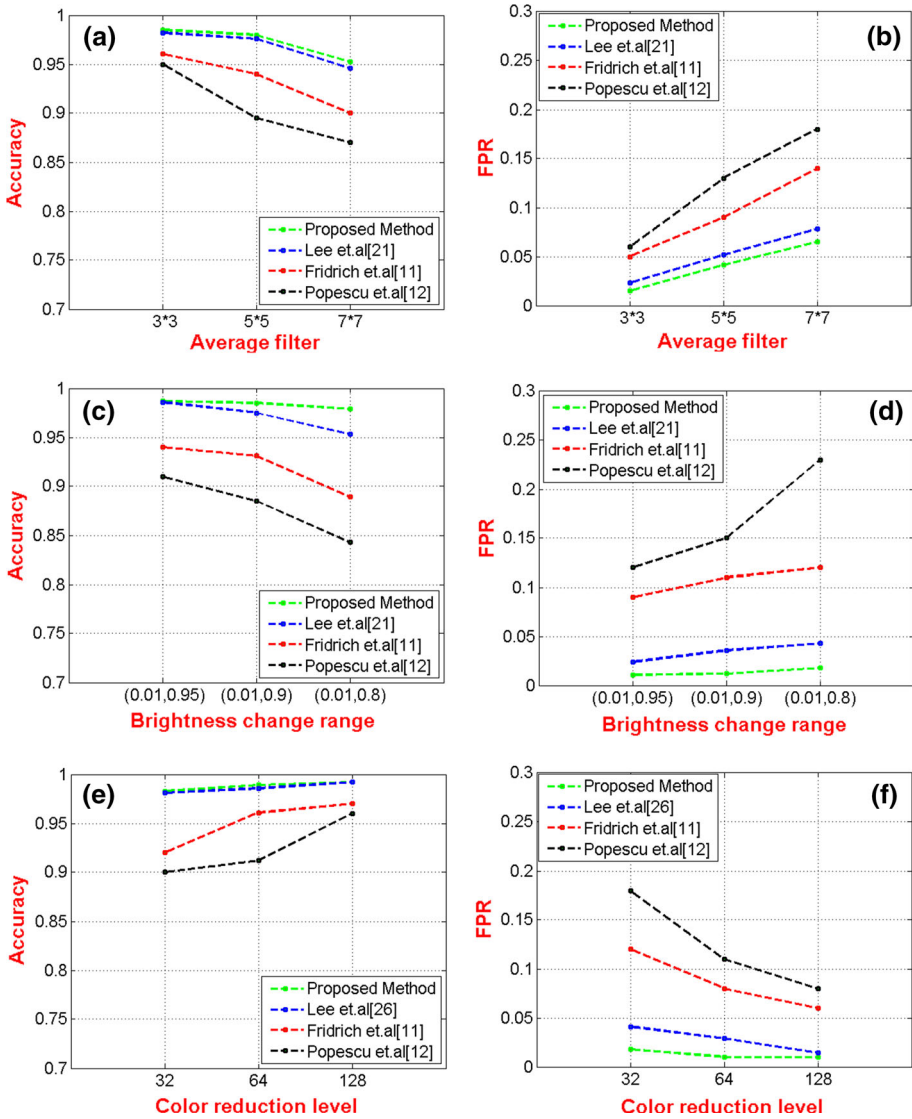 (a)
1
0.95
0.9
0.85
0.8
0.75
0.7
Accuracy
3*3 5*5 7*7
Average filter
Proposed Method
Lee et.al[21]
Fridrich et.al[11]
Popescu et.al[12]
(b)
0.3
0.25
0.2
0.15
0.1
0.05
0
FPR
3*3 5*5 7*7
Average filter
Proposed Method
Lee et.al[21]
Fridrich et.al[11]
Popescu et.al[12]
(c)
1
0.95
0.9
0.85
0.8
0.75
0.7
Accuracy
(0.01,0.95) (0.01,0.9) (0.01,0.8)
Brightness change range
Proposed Method
Lee et.al[21]
Fridrich et.al[11]
Popescu et.al[12]
(d)
0.3
0.25
0.2
0.15
0.1
0.05
0
FPR
(0.01,0.95) (0.01,0.9) (0.01,0.8)
Brightness change range
Proposed Method
Lee et.al[21]
Fridrich et.al[11]
Popescu et.al[12]
(e)
1
0.95
0.9
0.85
0.8
0.75
0.7
Accuracy
32 64 128
Color reduction level
Proposed Method
Lee et.al[26]
Fridrich et.al[11]
Popescu et.al[12]
(f)
0.3
0.25
0.2
0.15
0.1
0.05
0
FPR
32 64 128
Color reduction level
Proposed Method
Lee et.al[26]
Fridrich et.al[11]
Popescu et.al[12]